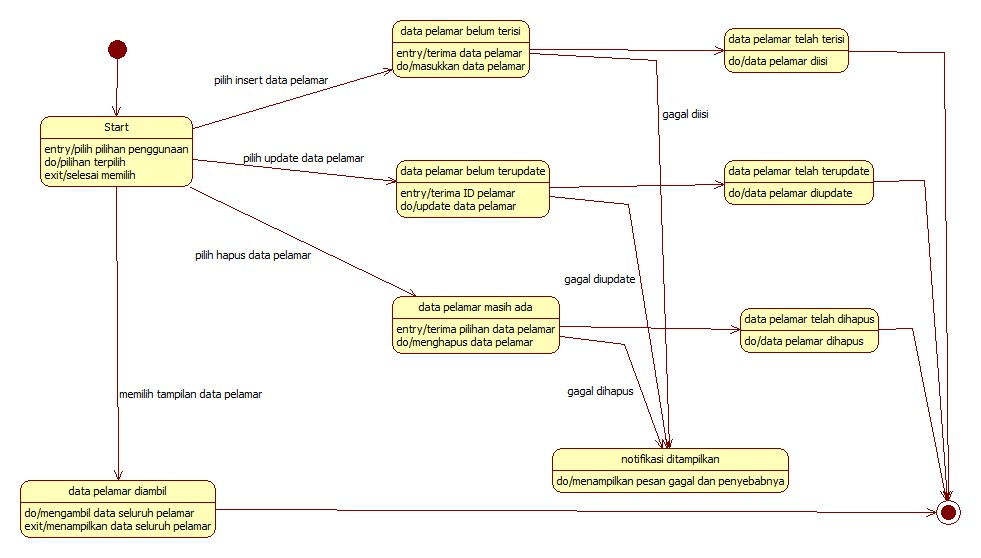 data pelamar belum terisi
entry/terima data pelamar
do/masukkan data pelamar
data pelamar telah terisi
do/data pelamar diisi
pilih insert data pelamar
gagal diisi
Start
entry/pilih pilihan penggunaan
do/pilihan terpilih
exit/selesai memilih
pilih update data pelamar
data pelamar belum terupdate
entry/terima ID pelamar
do/update data pelamar
data pelamar telah terupdate
do/data pelamar diupdate
pilih hapus data pelamar
gagal diupdate
data pelamar masih ada
entry/terima pilihan data pelamar
do/menghapus data pelamar
data pelamar telah dihapus
do/data pelamar dihapus
memilih tampilan data pelamar
gagal dihapus
notifikasi ditampilkan
do/menampilkan pesan gagal dan penyebabnya
data pelamar diambil
do/mengambil data seluruh pelamar
exit/menampilkan data seluruh pelamar